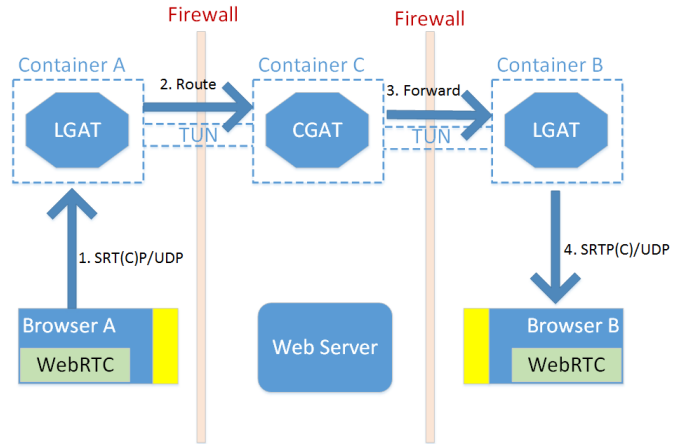 Firewall
Firewall
Container A
2. Route
Container C
3. Forward
Container B
LGAT
TUN
CGAT
TUN
LGAT
1. SRT(C)P/UDP
4. SRTP(C)/UDP
Browser A
WebRTC
Web Server
Browser B
WebRTC